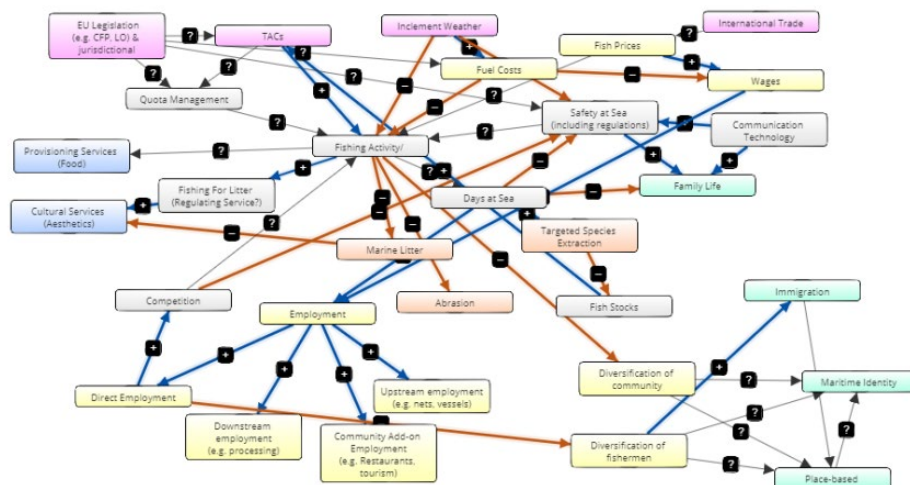 EU Legislation
(e.g. CFP, LO) &
jurisdictional
TACs
Inclement Weather
International Trade
Fish Prices
Fuel Costs
Wages
Quota Management
Safety at Sea
(including regulations)
Communication
Technology
Provisioning Services
(Food)
Fishing Activity/
Fishing For Litter
(Regulating Service?)
Days at Sea
Family Life
Cultural Services
(Aesthetics)
Targeted Species
Extraction
Marine Litter
Competition
Abrasion
Fish Stocks
Immigration
Employment
Diversification of
community
Maritime Identity
Direct Employment
Upstream employment
(e.g. nets, vessels)
Downstream
employment
(e.g. processing)
Community Add-on
Employment
(e.g. Restaurants,
tourism)
Diversification of
fishermen
Place-based